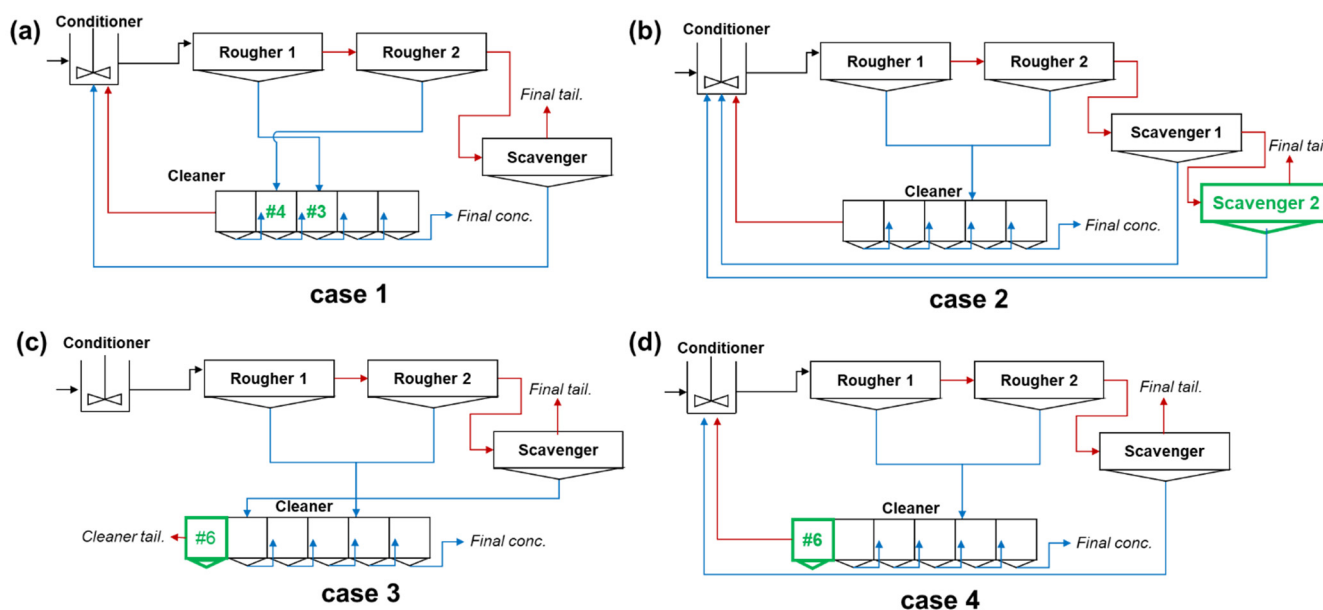 (a)
Conditioner
Rougher 1
Rougher 2
Final tail.
Scavenger
Cleaner
#4
#3
Final conc.
case 1
(b)
Conditioner
Rougher 1
Rougher 2
Scavenger 1
Final tail
Cleaner
Scavenger 2
Final conc.
case 2
(c)
Conditioner
Rougher 1
Rougher 2
Final tail.
Scavenger
Cleaner
Cleaner tail.
#6
Final conc.
case 3
(d)
Conditioner
Rougher 1
Rougher 2
Final tail.
Scavenger
Cleaner
#6
Final conc.
case 4